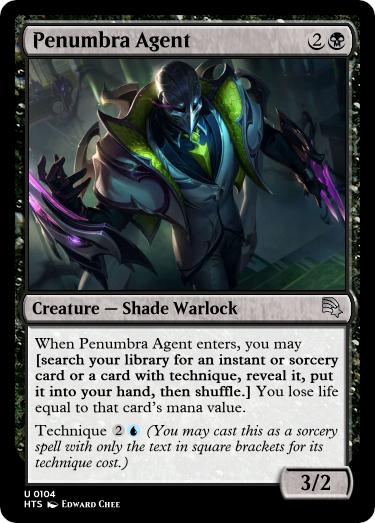 Penumbra Agent 2
Creature — Shade Warlock
When Penumbra Agent enters, you may
[search your library for an instant or sorcery
card or a card with technique, reveal it, put
it into your hand, then shuffle.] You lose life
equal to that card's mana value.
Technique 2 (You may cast this as a sorcery
spell with only the text in square brackets for its
technique cost.)
3/2
U 0104
HTS Edward Chee